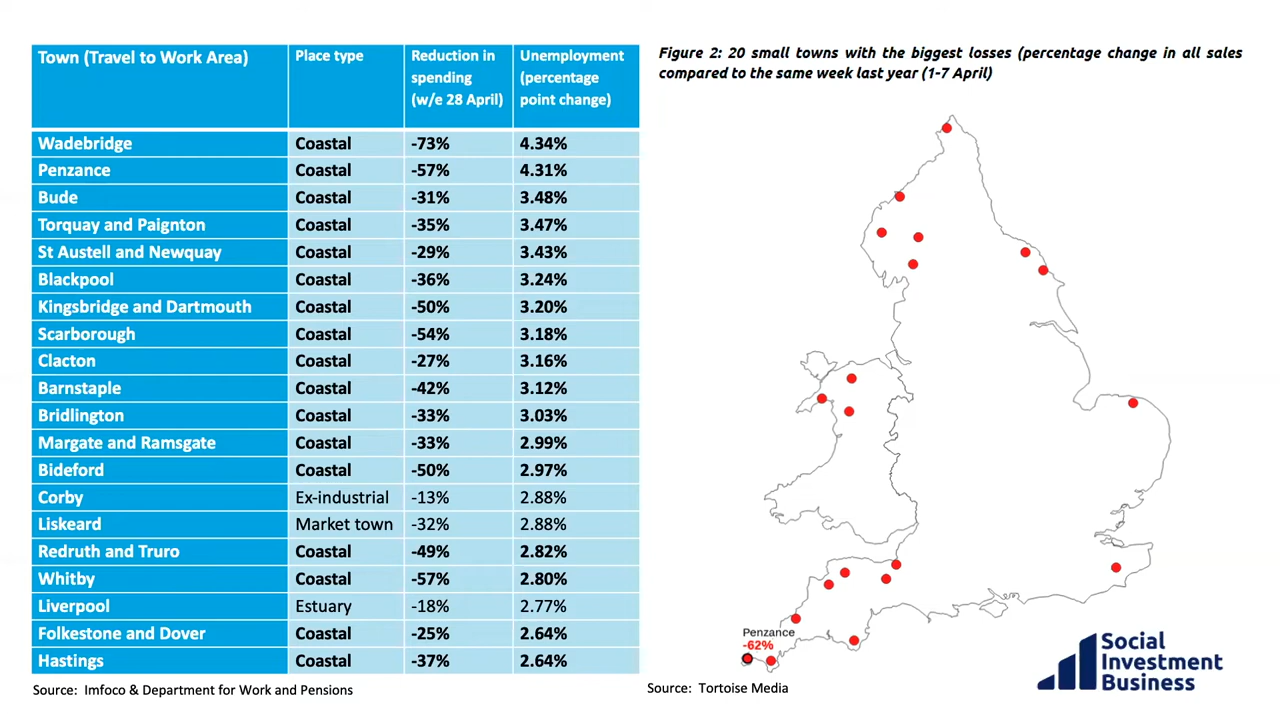 Town (Travel to Work Area) Place type Reduction in spending (w/e 28 April) Unemployment (percentage point change)
Wadebridge Coastal -73% 4.34%
Penzance Coastal -57% 4.31%
Bude Coastal -31% 3.48%
Torquay and Paignton Coastal -35% 3.47%
St Austell and Newquay Coastal -29% 3.43%
Blackpool Coastal -36% 3.24%
Kingsbridge and Dartmouth Coastal -50% 3.20%
Scarborough Coastal -54% 3.18%
Clacton Coastal -27% 3.16%
Barnstaple Coastal -42% 3.12%
Bridlington Coastal -33% 3.03%
Margate and Ramsgate Coastal -33% 2.99%
Bideford Coastal -50% 2.97%
Corby Ex-industrial -13% 2.88%
Liskeard Market town -32% 2.88%
Redruth and Truro Coastal -49% 2.82%
Whitby Coastal -57% 2.80%
Liverpool Estuary -18% 2.77%
Folkestone and Dover Coastal -25% 2.64%
Hastings Coastal -37% 2.64%
Source: Imfoco & Department for Work and Pensions
Figure 2: 20 small towns with the biggest losses (percentage change in all sales
compared to the same week last year (1-7 April)
Penzance
-62%
Source: Tortoise Media
Social
Investment
Business